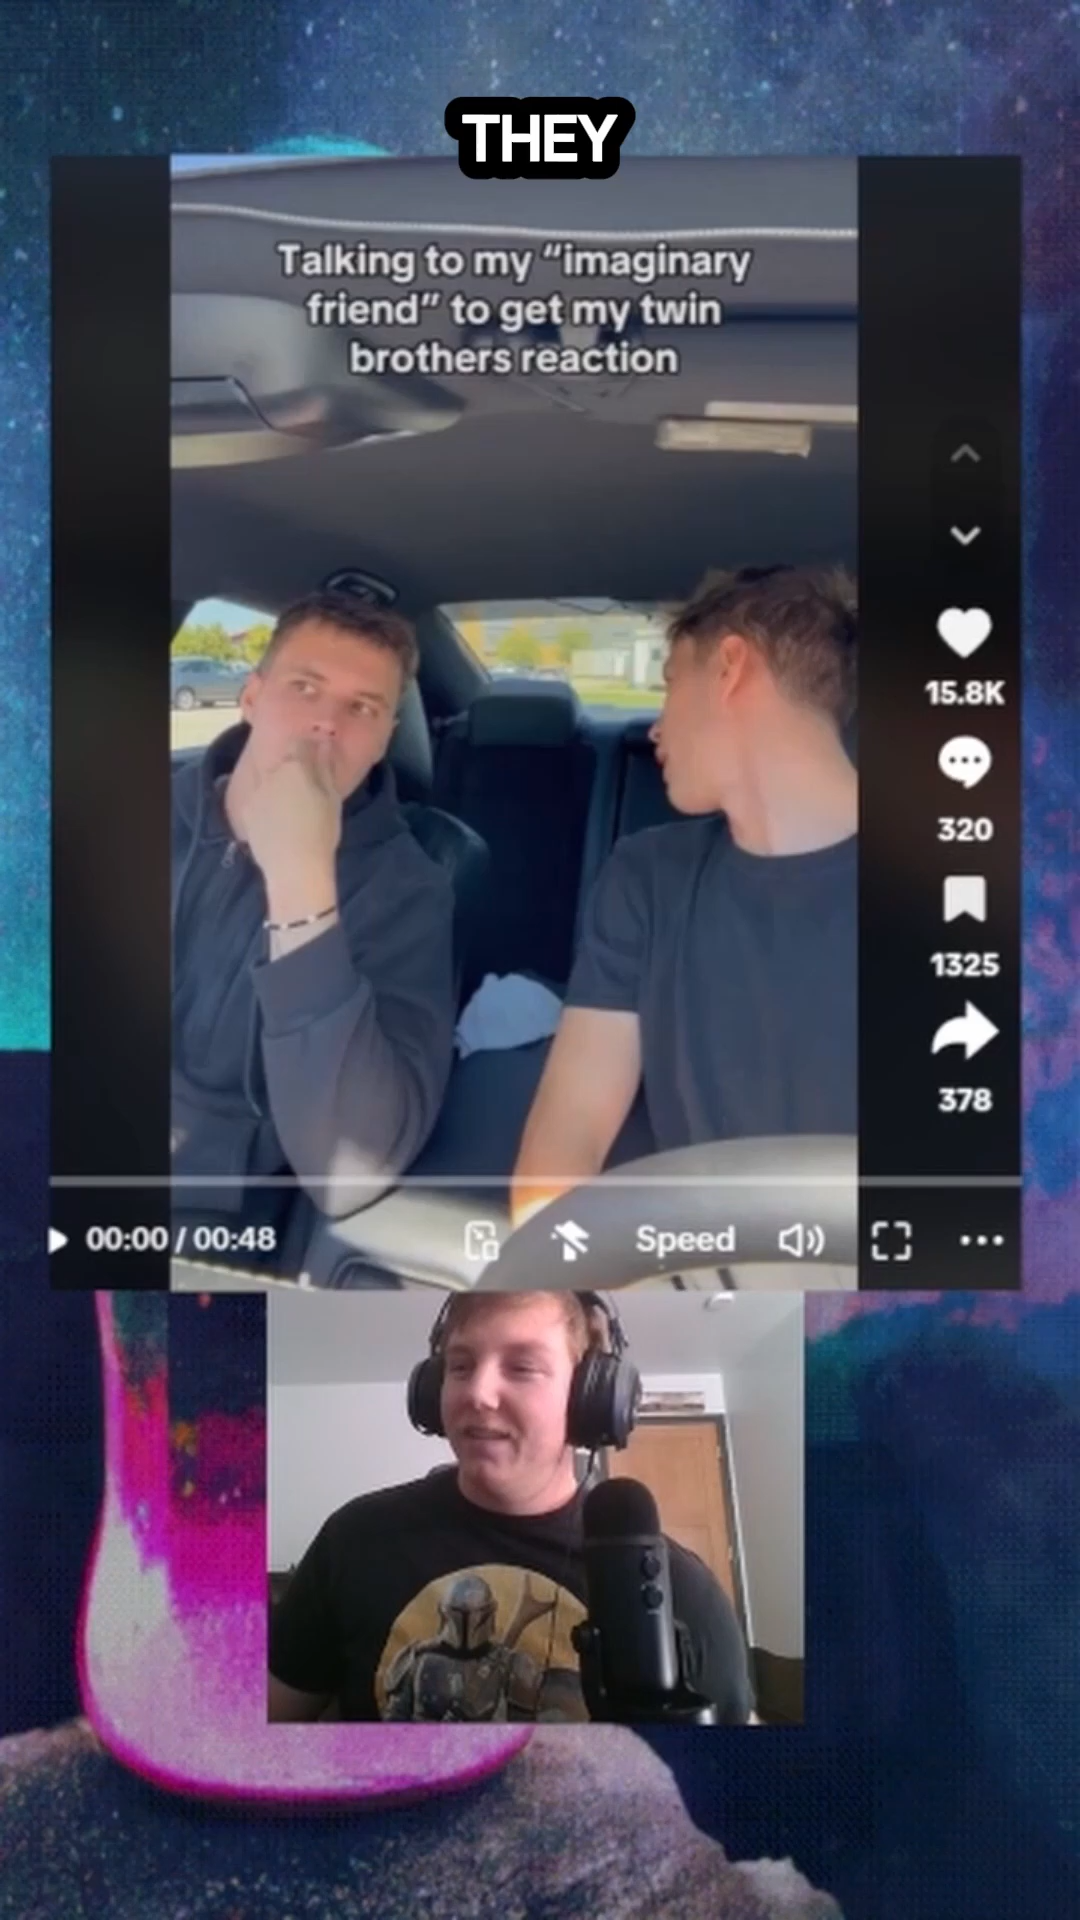 THEY
Talking to my “imaginary
friend” to get my twin
brothers reaction
15.8K
320
1325
378
00:00 / 00:48
Speed